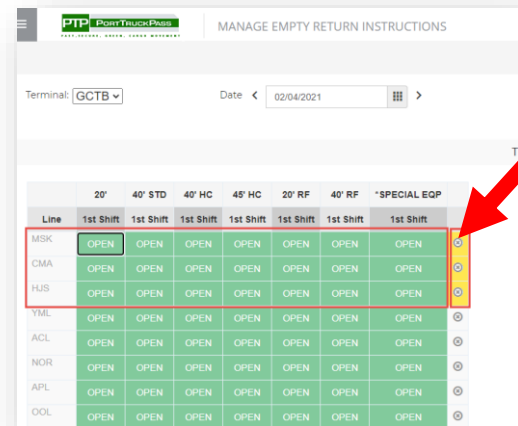 PTP PORTTRUCKPASS
FAST, SECURE, GREEN, CARGO MOVEMENT
MANAGE EMPTY RETURN INSTRUCTIONS
Terminal: GCTB Date 02/04/2021
T
20' 40' STD 40' HC 45' HC 20' RF 40' RF *SPECIAL EQP
Line 1st Shift 1st Shift 1st Shift 1st Shift 1st Shift 1st Shift 1st Shift
MSK OPEN OPEN OPEN OPEN OPEN OPEN OPEN
CMA OPEN OPEN OPEN OPEN OPEN OPEN OPEN
HJS OPEN OPEN OPEN OPEN OPEN OPEN OPEN
YML OPEN OPEN OPEN OPEN OPEN OPEN OPEN
ACL OPEN OPEN OPEN OPEN OPEN OPEN OPEN
NOR OPEN OPEN OPEN OPEN OPEN OPEN OPEN
APL OPEN OPEN OPEN OPEN OPEN OPEN OPEN
OOL OPEN OPEN OPEN OPEN OPEN OPEN OPEN